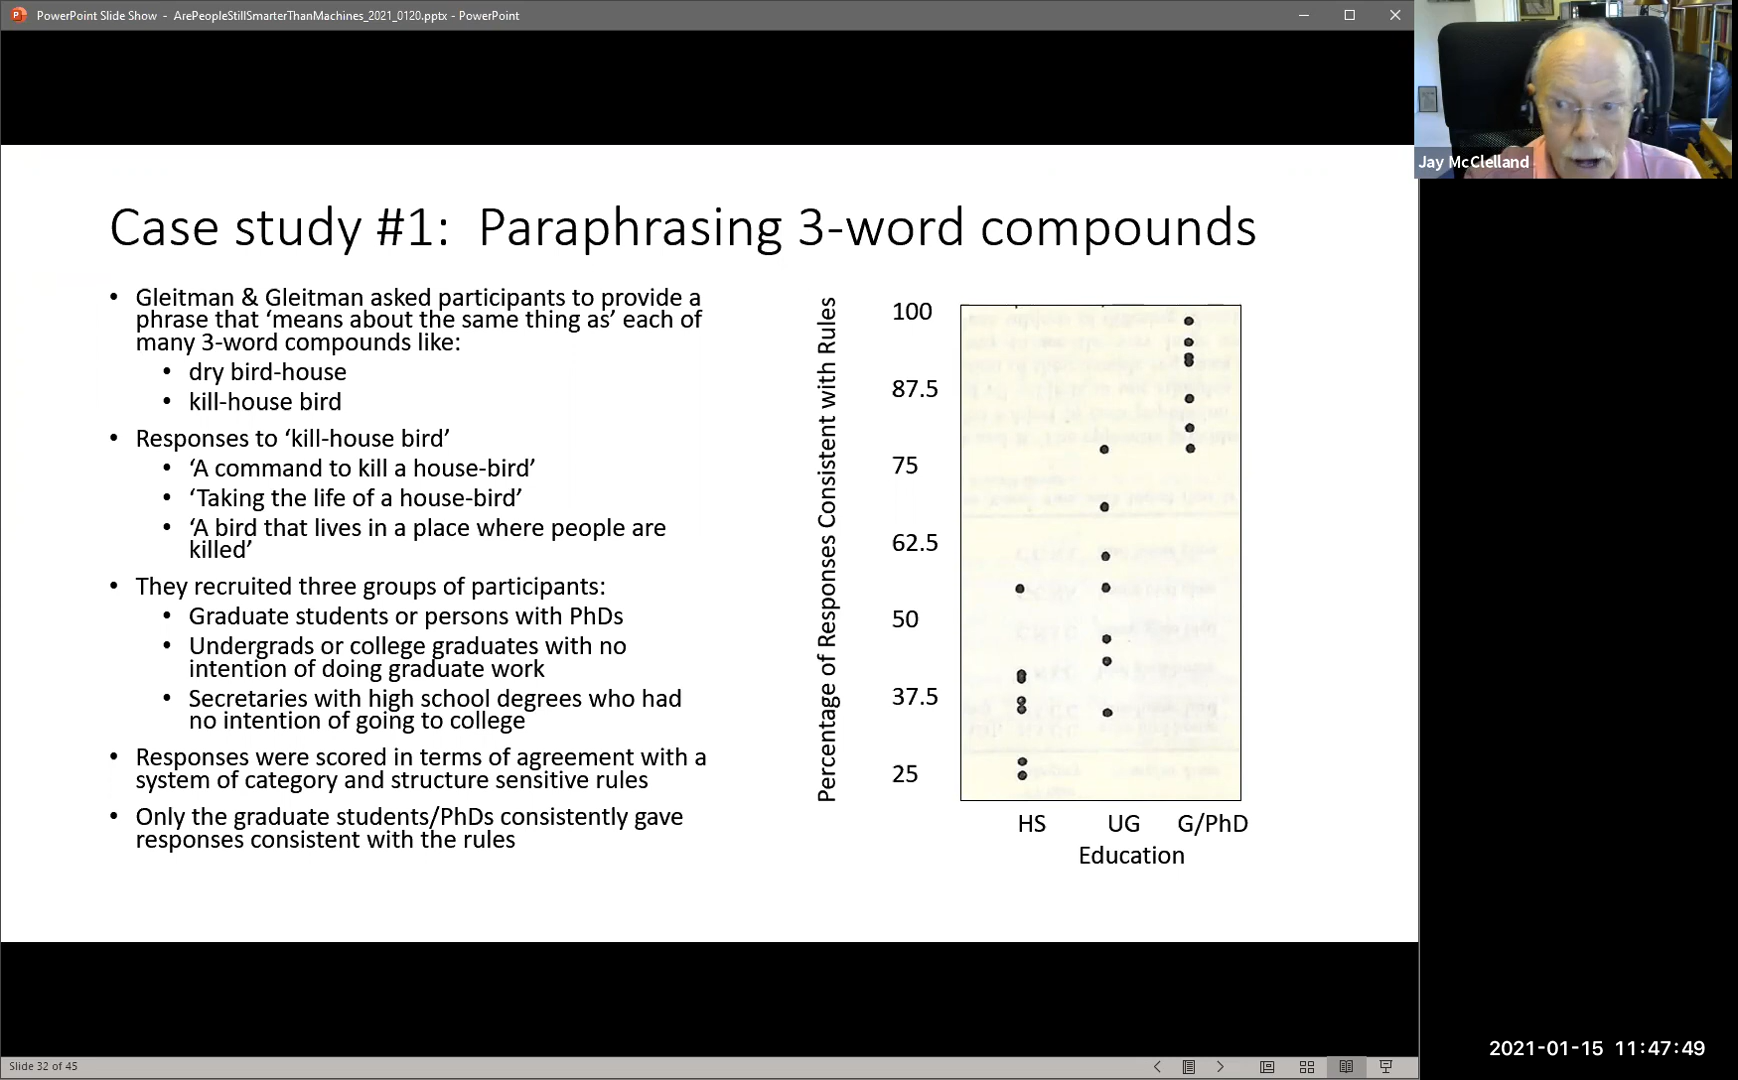 PowerPoint Slide Show - ArePeopleStillSmarterThanMachines_2021_0120.pptx - PowerPoint
Jay McClelland
Case study #1: Paraphrasing 3-word compounds
• Gleitman & Gleitman asked participants to provide a
phrase that ‘means about the same thing as’ each of
many 3-word compounds like:
• dry bird-house
• kill-house bird
• Responses to ‘kill-house bird’
• ‘A command to kill a house-bird’
• ‘Taking the life of a house-bird’
• ‘A bird that lives in a place where people are
killed’
• They recruited three groups of participants:
• Graduate students or persons with PhDs
• Undergrads or college graduates with no
intention of doing graduate work
• Secretaries with high school degrees who had
no intention of going to college
• Responses were scored in terms of agreement with a
system of category and structure sensitive rules
• Only the graduate students/PhDs consistently gave
responses consistent with the rules
Percentage of Responses Consistent with Rules
100
87.5
75
62.5
50
37.5
25
HS UG G/PhD
Education
2021-01-15 11:47:49
Slide 32 of 45